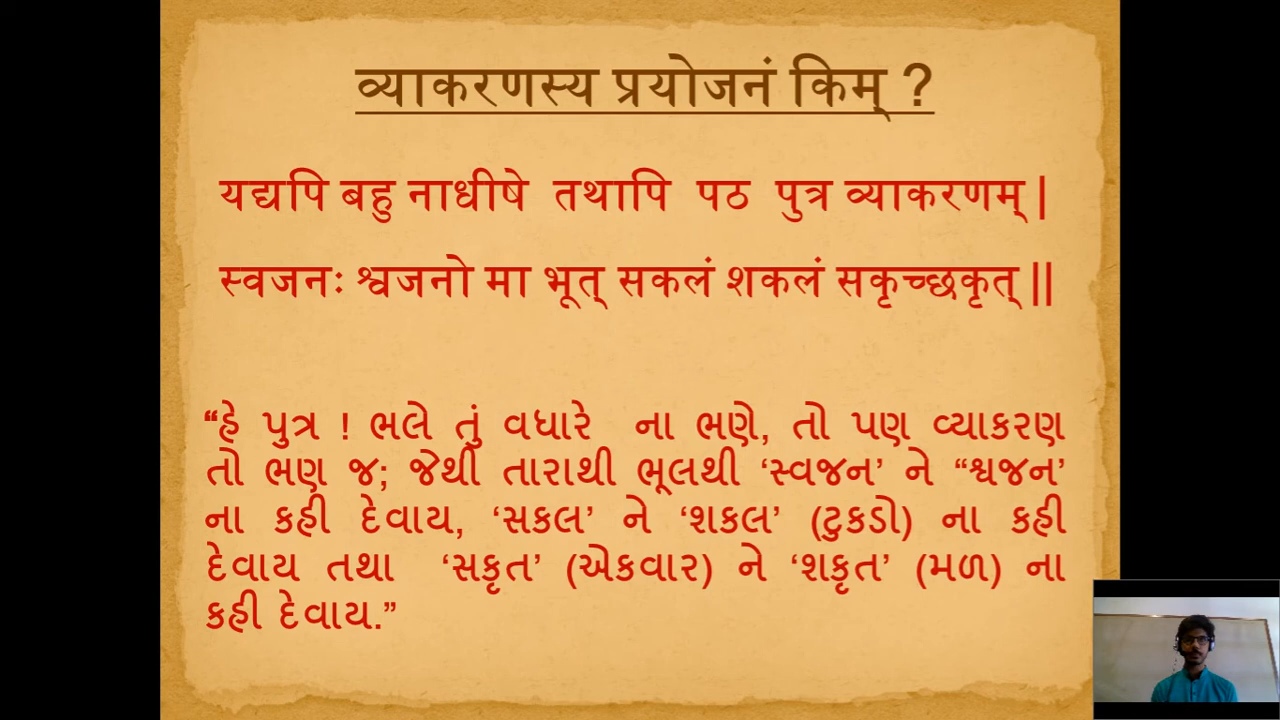 व्याकरणस्य प्रयोजनं किम् ?
यद्यपि बहु नाधीषे तथापि पठ पुत्र व्याकरणम् |
स्वजनः श्वजनो मा भूत् सकलं शकलं सकृच्छकृत् ||
“હે પુત્ર ! ભલે તું વધારે ના ભણે, તો પણ વ્યાકરણ
તો ભણ જ; જેથી તારાથી ભૂલથી ‘સ્વજન’ ને “શ્વજન’
ના કહી દેવાય, ‘સકલ’ ને ‘શકલ’ (ટુકડો) ના કહી
દેવાય તથા ‘સકૃત’ (એકવાર) ને ‘શકૃત’ (મળ) ના
કહી દેવાય.”